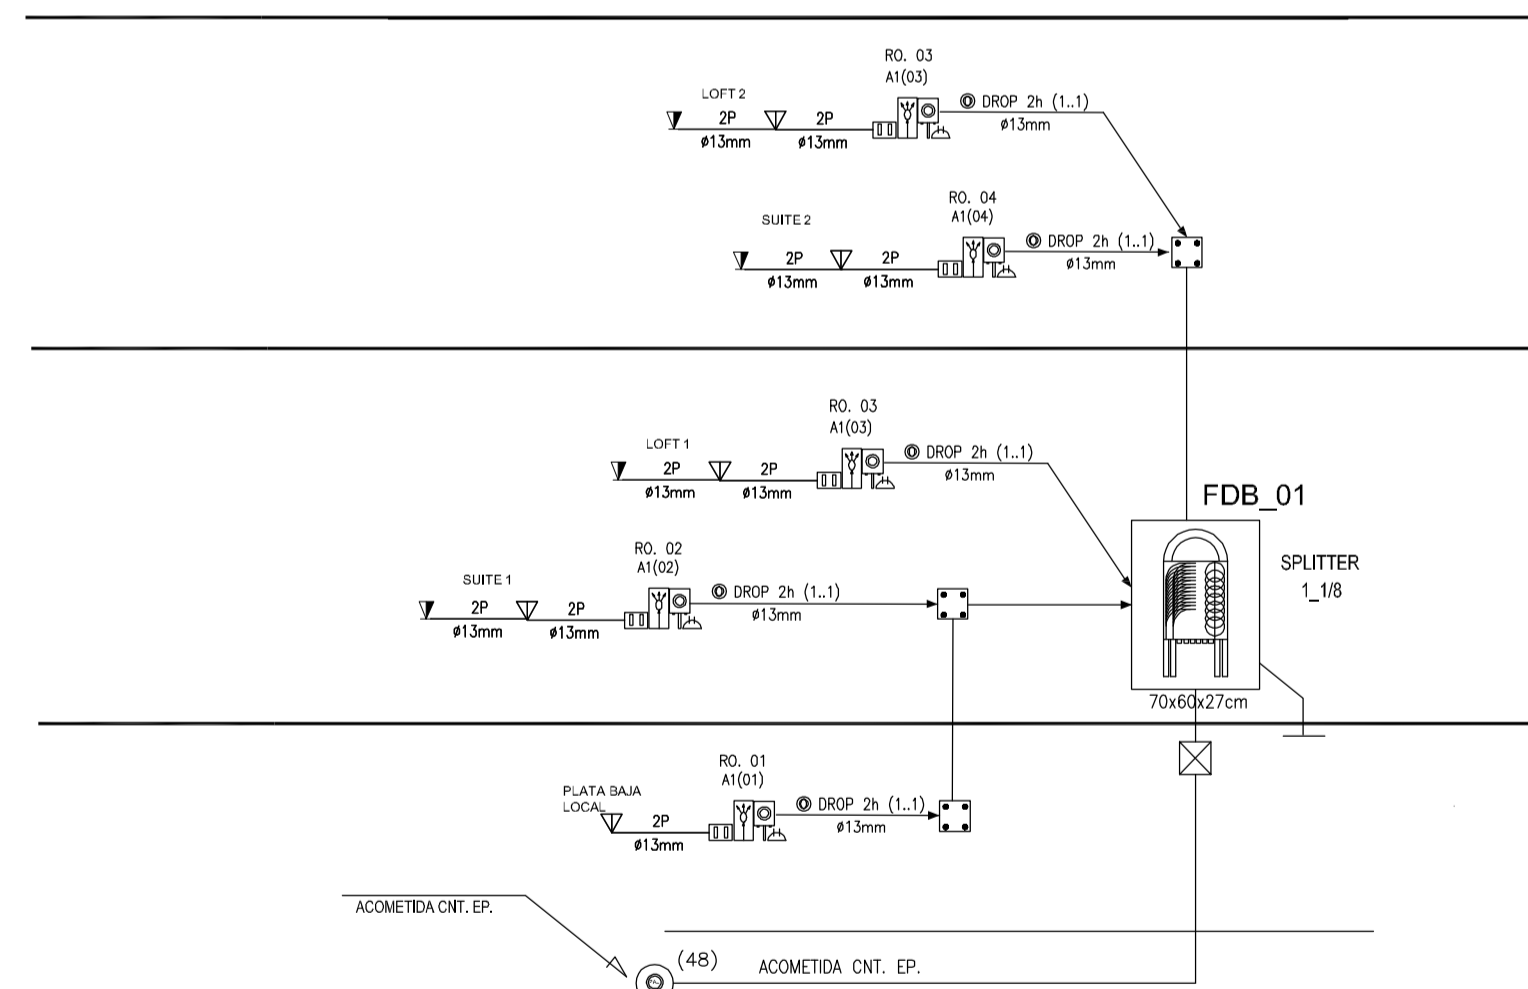 RO. 03
A1(03)
LOFT 2
DROP 2h (1..1)
2P
2P
ø13mm
ø13mm
ø13mm
RO. 04
A1(04)
SUITE 2
DROP 2h (1..1)
2P
2P
ø13mm
ø13mm
ø13mm
RO. 03
A1(03)
LOFT 1
DROP 2h (1..1)
2P
2P
ø13mm
ø13mm
ø13mm
FDB_01
SPLITTER
1_1/8
70x60x27cm
RO. 02
A1(02)
SUITE 1
DROP 2h (1..1)
2P
2P
ø13mm
ø13mm
ø13mm
RO. 01
A1(01)
PLATA BAJA
LOCAL
DROP 2h (1..1)
2P
ø13mm
ø13mm
ACOMETIDA CNT. EP.
(48)
ACOMETIDA CNT. EP.